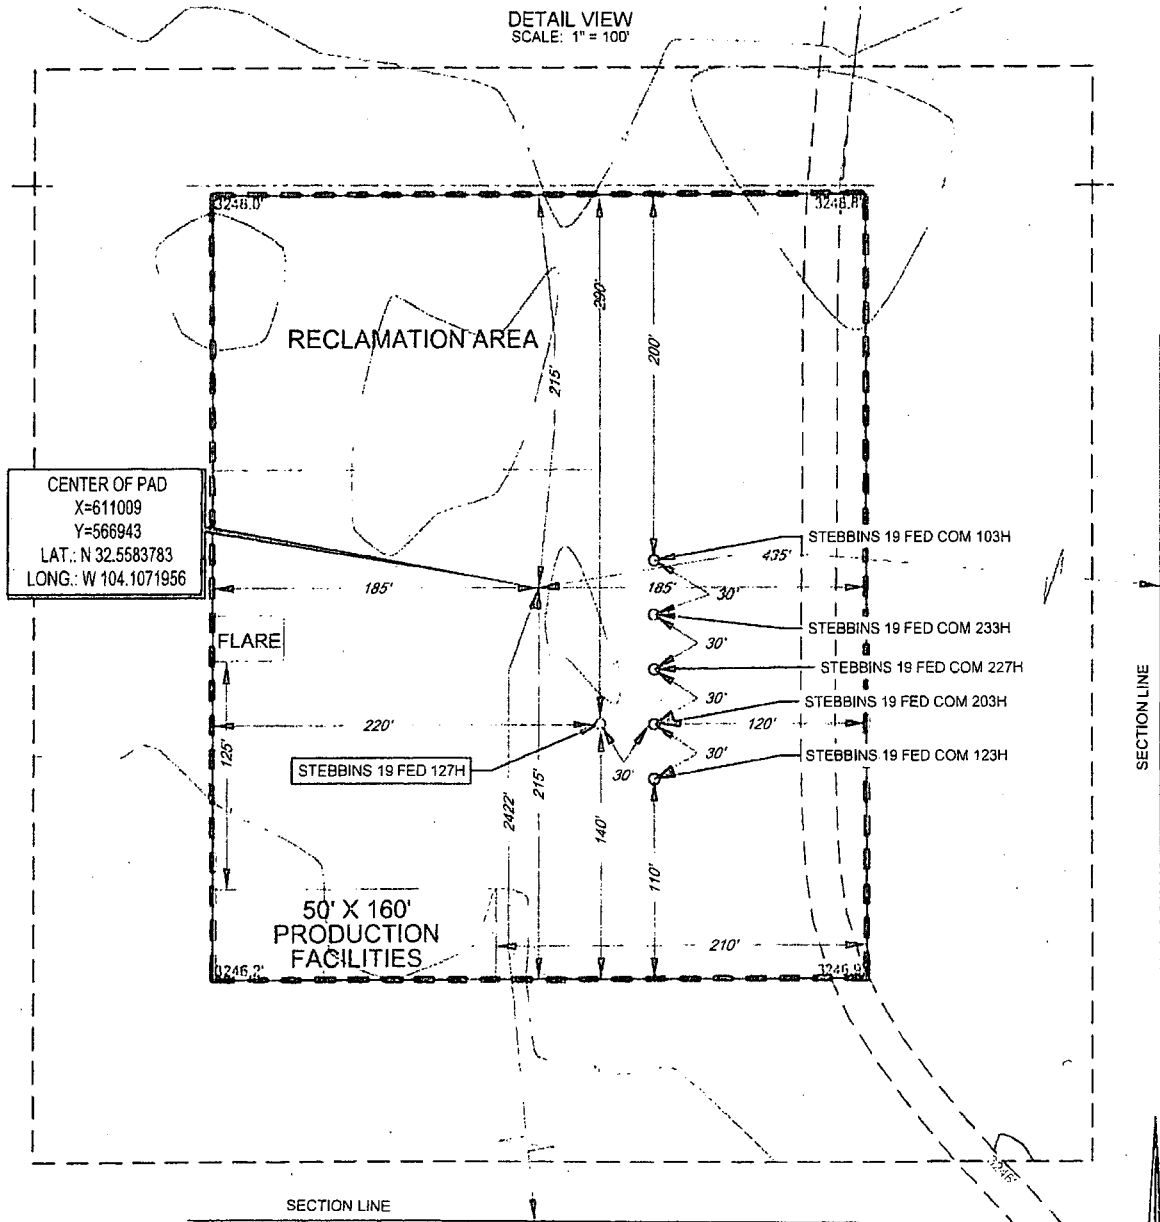 DETAIL VIEW
SCALE: 1" = 100'
3248.0'
3248.8'
290'
200'
RECLAMATION AREA
215'
CENTER OF PAD
X=611009
Y=566943
LAT.: N 32.5583783
LONG.: W 104.1071956
STEBBINS 19 FED COM 103H
435'
185'
185'
30'
STEBBINS 19 FED COM 233H
FLARE
30'
STEBBINS 19 FED COM 227H
30'
STEBBINS 19 FED COM 203H
220'
120'
SECTION LINE
125'
30'
STEBBINS 19 FED COM 123H
STEBBINS 19 FED 127H
30'
215'
2422'
140'
110'
50' X 160'
PRODUCTION
FACILITIES
210'
3246.2'
3246.9'
3246'
SECTION LINE